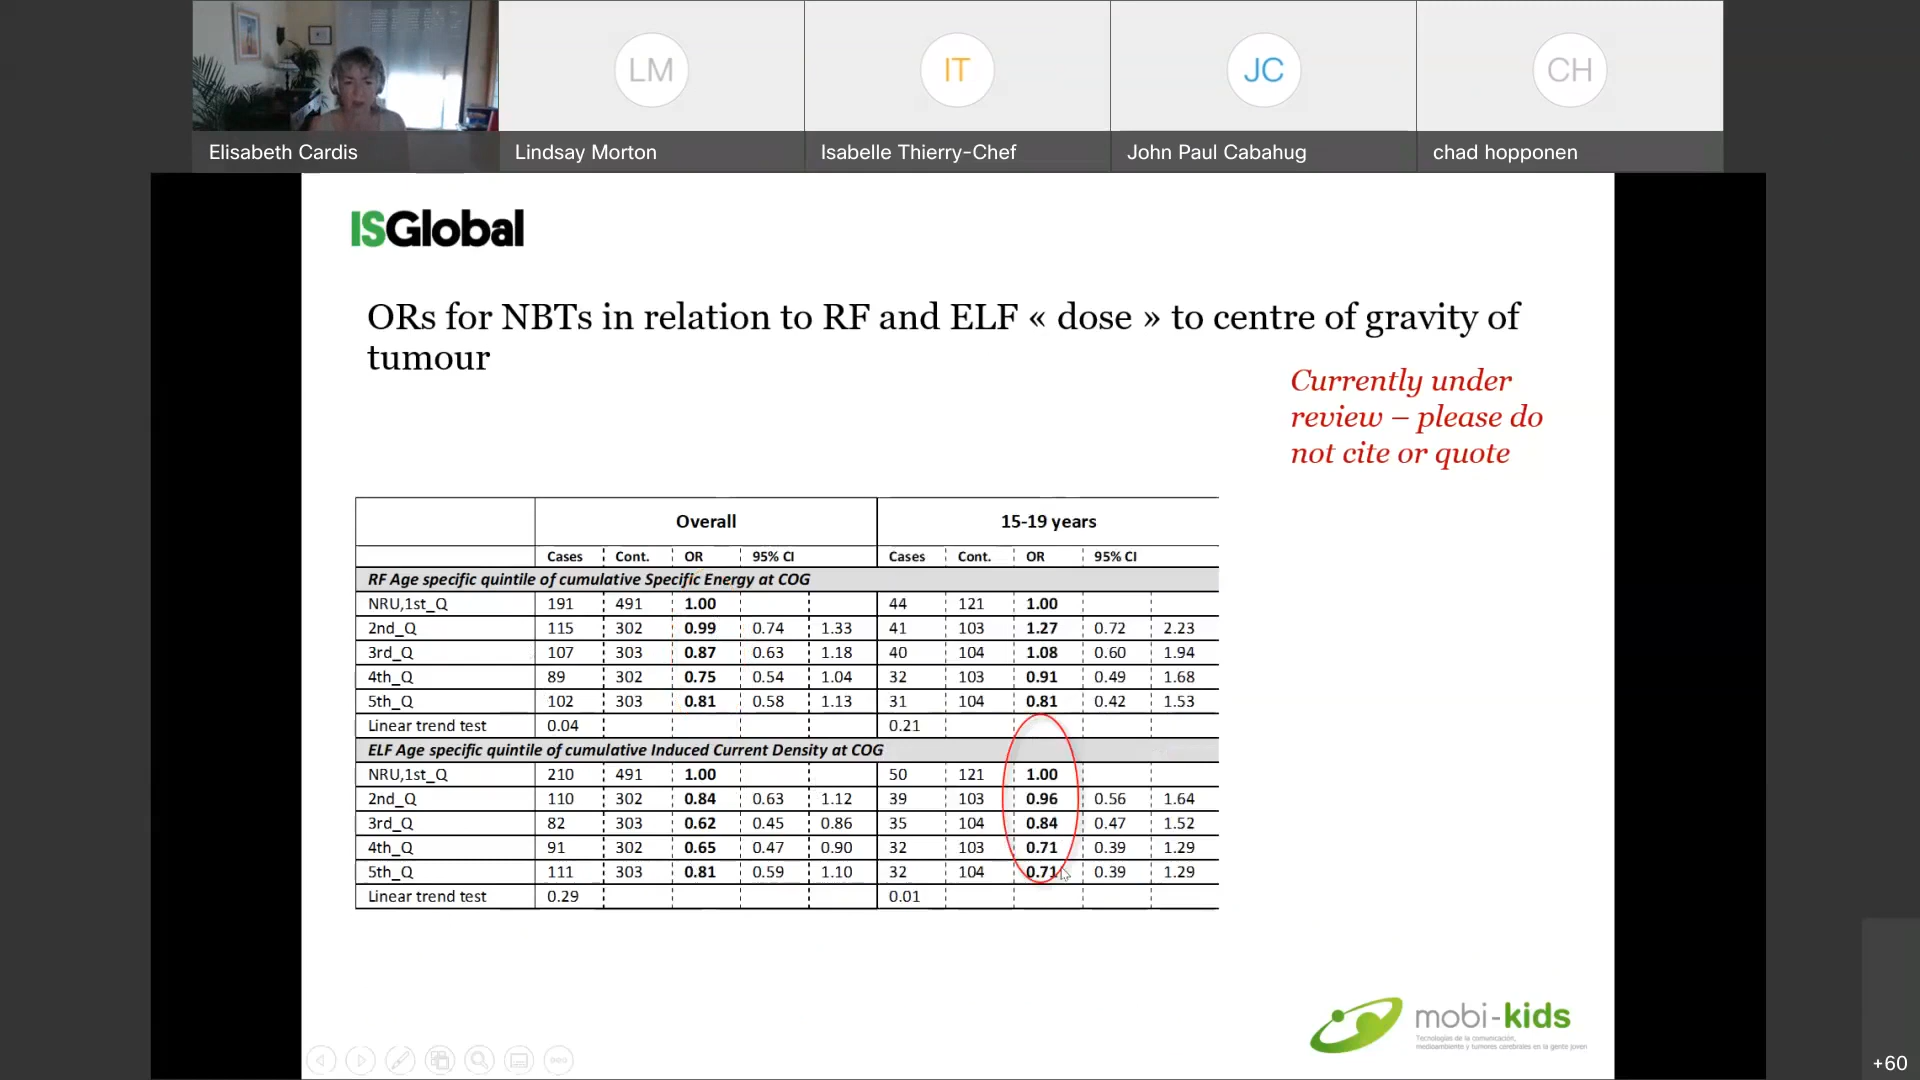 LM
IT
JC
CH
Elisabeth Cardis
Lindsay Morton
Isabelle Thierry-Chef
John Paul Cabahug
chad hopponen
ISGlobal
ORs for NBTs in relation to RF and ELF « dose » to centre of gravity of
tumour
Currently under
review – please do
not cite or quote
Overall 15-19 years
Cases Cont. OR 95% CI Cases Cont. OR 95% CI
RF Age specific quintile of cumulative Specific Energy at COG
NRU,1st_Q 191 491 1.00 44 121 1.00
2nd_Q 115 302 0.99 0.74 1.33 41 103 1.27 0.72 2.23
3rd_Q 107 303 0.87 0.63 1.18 40 104 1.08 0.60 1.94
4th_Q 89 302 0.75 0.54 1.04 32 103 0.91 0.49 1.68
5th_Q 102 303 0.81 0.58 1.13 31 104 0.81 0.42 1.53
Linear trend test 0.04 0.21
ELF Age specific quintile of cumulative Induced Current Density at COG
NRU,1st_Q 210 491 1.00 50 121 1.00
2nd_Q 110 302 0.84 0.63 1.12 39 103 0.96 0.56 1.64
3rd_Q 82 303 0.62 0.45 0.86 35 104 0.84 0.47 1.52
4th_Q 91 302 0.65 0.47 0.90 32 103 0.71 0.39 1.29
5th_Q 111 303 0.81 0.59 1.10 32 104 0.71 0.39 1.29
Linear trend test 0.29 0.01
mobi-kids
Tecnologías de la comunicación,
medioambiente y tumores cerebrales en la gente joven
+60